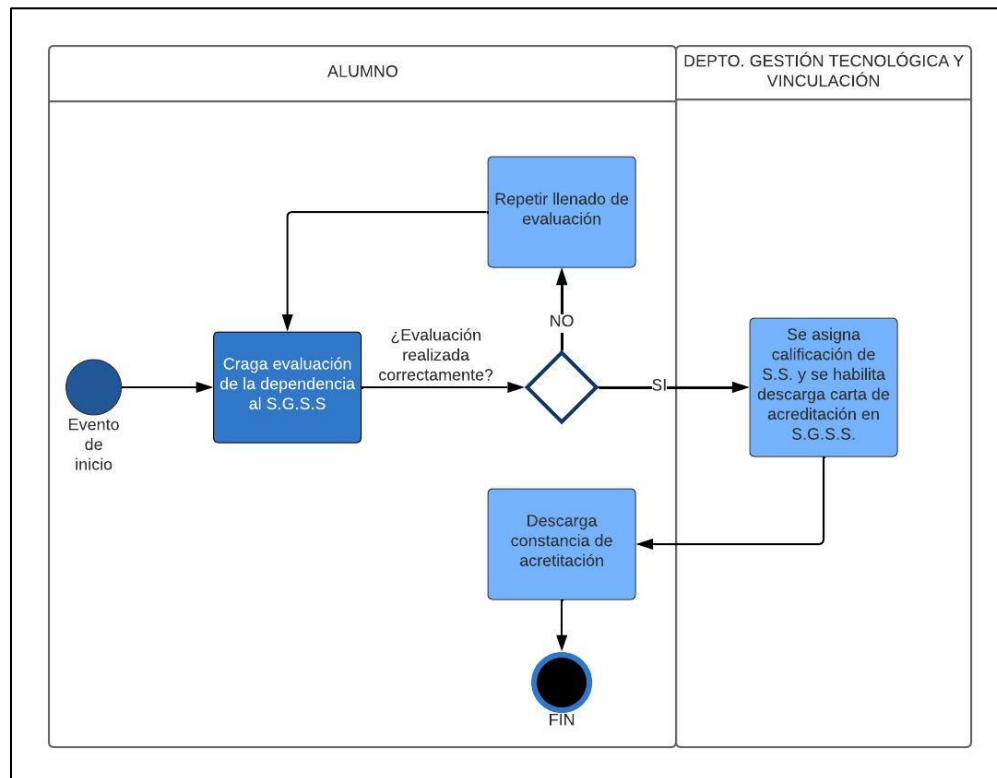 ALUMNO
DEPTO. GESTIÓN TECNOLÓGICA Y
VINCULACIÓN
Repetir llenado de
evaluación
NO
¿Evaluación
realizada
correctamente?
Craga evaluación
de la dependencia
al S.G.S.S
Evento
de
inicio
SI
Se asigna
calificación de
S.S. y se habilita
descarga carta de
acreditación en
S.G.S.S.
Descarga
constancia de
acretitación
FIN